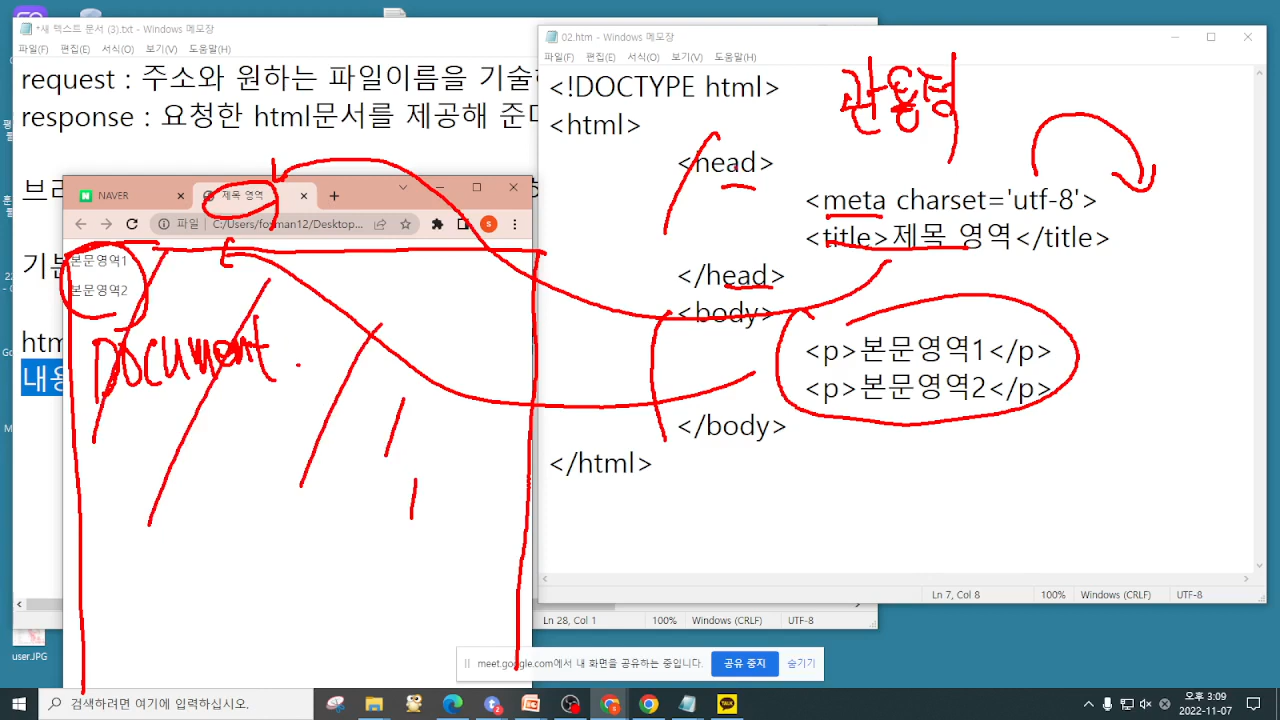 *새 텍스트 문서 (3).txt - Windows 메모장
파일(F) 편집(E) 서식(O) 보기(V) 도움말(H)
request : 주소와 원하는 파일이름을 기술
response : 요청한 html문서를 제공해 준다
NAVER
제목 영역
파일
C:/Users/foxman12/Desktop...
S
본문영역1
본문영역2
Document.
htm
내용
Ln 28, Col 1
100%
Windows (CRLF)
UTF-8
02.htm - Windows 메모장
파일(F) 편집(E) 서식(O) 보기(V) 도움말(H)
<!DOCTYPE html>
관용적
<html>
<head>
<meta charset='utf-8'>
<title>제목 영역</title>
</head>
<body>
<p>본문영역1</p>
<p>본문영역2</p>
</body>
</html>
Ln 7, Col 8
100%
Windows (CRLF)
UTF-8
user.JPG
meet.google.com에서 내 화면을 공유하는 중입니다.
공유 중지
숨기기
검색하려면 여기에 입력하십시오.
TALK
오후 3:09
2022-11-07